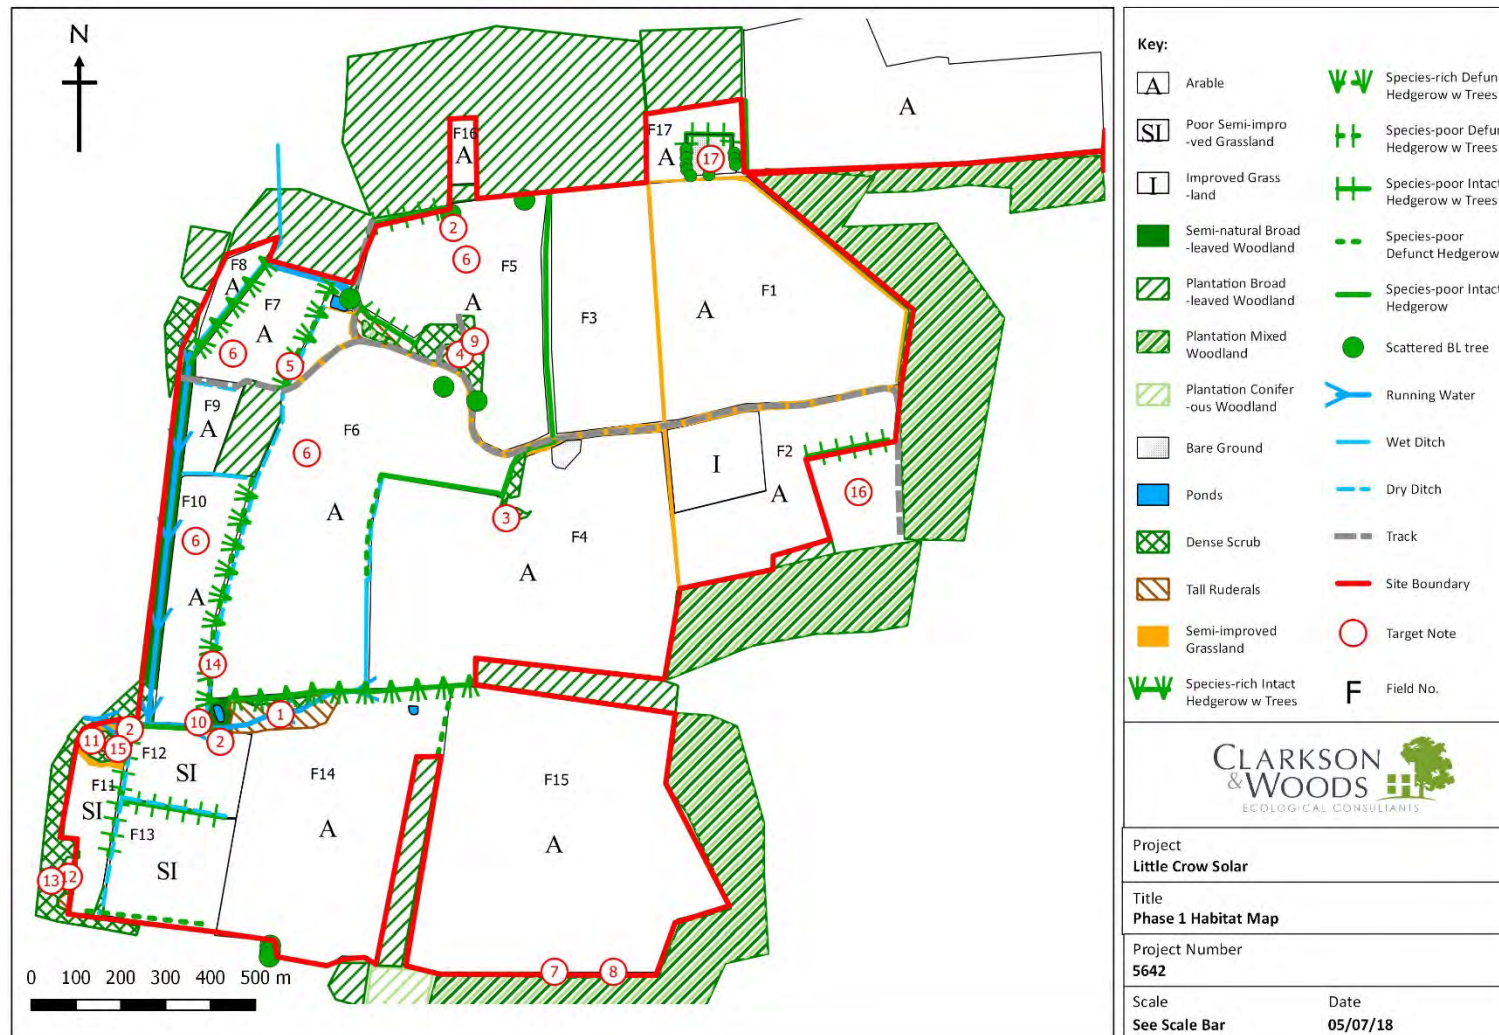 N
F16
A
F17
A
17
A
2
6
F5
A
F8
A
F7
A
6
5
9
4
F3
F1
A
F9
A
F6
6
A
I
F2
A
16
F10
6
A
3
F4
A
14
10
1
2
2
11
15
F12
SI
F11
SI
F13
SI
13
12
F14
A
F15
A
7
8
0 100 200 300 400 500 m
Key:
A
Arable
SI
Poor Semi-impro
-ved Grassland
I
Improved Grass
-land
Semi-natural Broad
-leaved Woodland
Plantation Broad
-leaved Woodland
Plantation Mixed
Woodland
Plantation Conifer
-ous Woodland
Bare Ground
Ponds
Dense Scrub
Tall Ruderals
Semi-improved
Grassland
Species-rich Intact
Hedgerow w Trees
Species-rich Defun
Hedgerow w Trees
Species-poor Defur
Hedgerow w Trees
Species-poor Intact
Hedgerow w Trees
Species-poor
Defunct Hedgerow
Species-poor Intact
Hedgerow
Scattered BL tree
Running Water
Wet Ditch
Dry Ditch
Track
Site Boundary
Target Note
F
Field No.
CLARKSON
&WOODS
ECOLOGICAL CONSULTANTS
Project
Little Crow Solar
Title
Phase 1 Habitat Map
Project Number
5642
Scale
See Scale Bar
Date
05/07/18